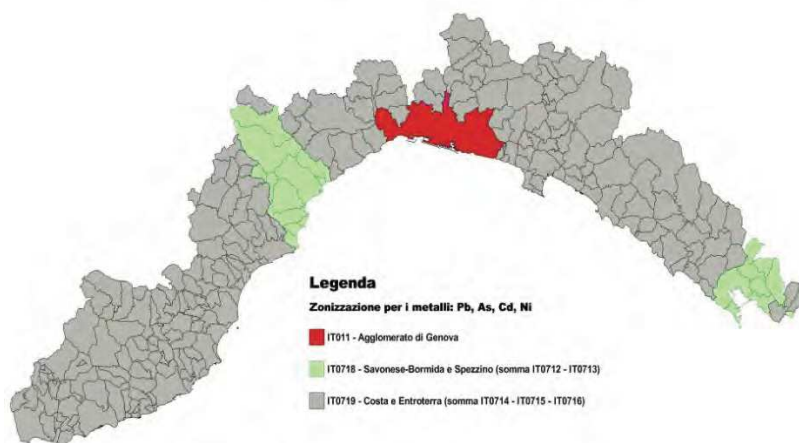 Legenda
Zonizzazione per i metalli: Pb, As, Cd, Ni
IT011 - Agglomerato di Genova
IT0718 - Savonese-Bormida e Spezzino (somma IT0712 - IT0713)
IT0719 - Costa e Entroterra (somma IT0714 - IT0715 - IT0716)